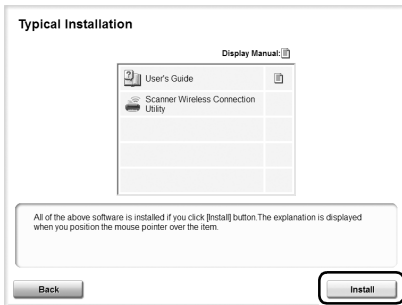 Typical Installation
Display Manual:
User's Guide
Scanner Wireless Connection
Utility
All of the above software is installed if you click [Install] button.The explanation is displayed
when you position the mouse pointer over the item.
Back
Install